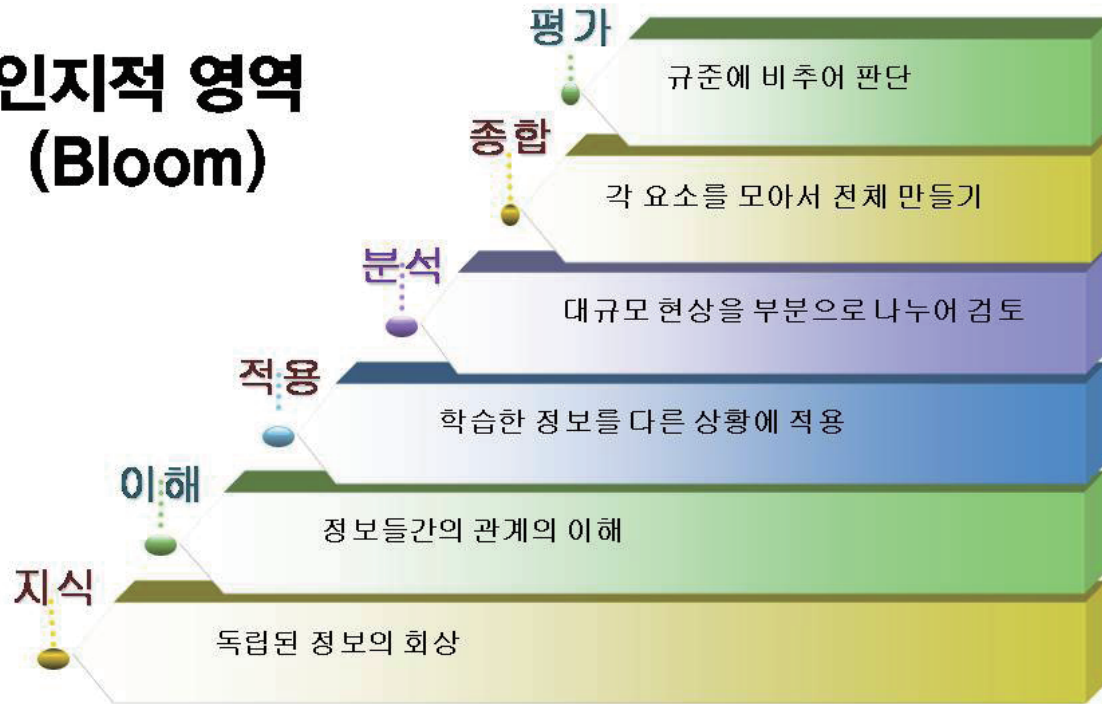 인지적 영역
(Bloom)
평가
규준에 비추어 판단
종합
각 요소를 모아서 전체 만들기
분석
대규모 현상을 부분으로 나누어 검토
적용
학습한 정보를 다른 상황에 적용
이해
정보들간의 관계의 이해
지식
독립된 정보의 회상